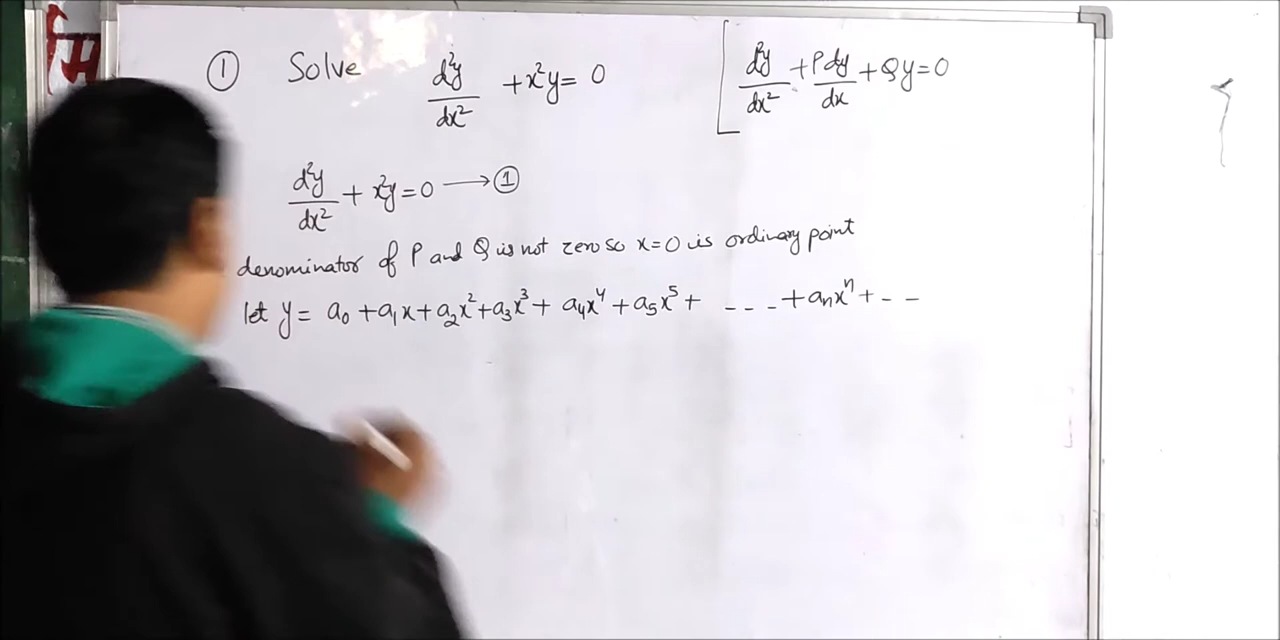 ① Solve d²y/dx² + x²y = 0 [ d²y/dx² + P dy/dx + Qy = 0
d²y/dx² + x²y = 0 ⟶ ①
denominator of P and Q is not zero so x = 0 is ordinary point
let y = a₀ + a₁x + a₂x² + a₃x³ + a₄x⁴ + a₅x⁵ + - - - + aₙxⁿ + - -